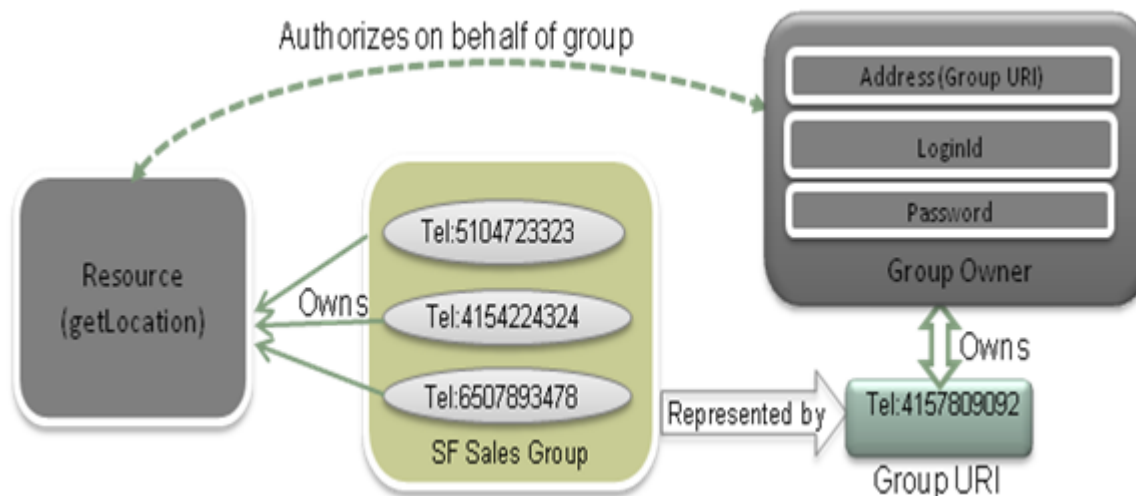 Authorizes on behalf of group
Address(Group URI)
LoginId
Password
Group Owner
Resource
(getLocation)
Owns
Tel:5104723323
Tel:4154224324
Tel:6507893478
SF Sales Group
Represented by
Owns
Tel:4157809092
Group URI